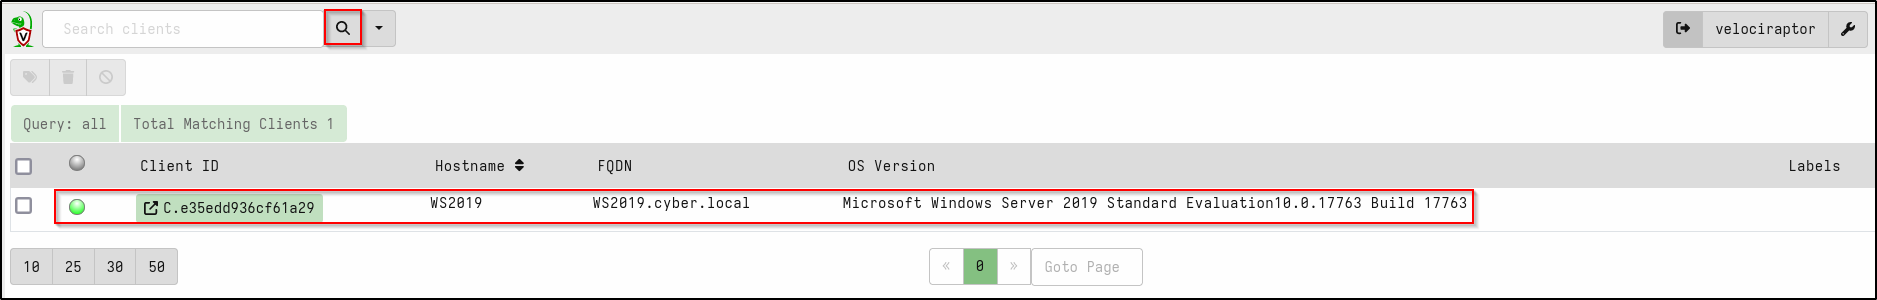 V Search clients velociraptor
Query: all Total Matching Clients 1
Client ID Hostname FQDN OS Version Labels
C.e35edd936cf61a29 WS2019 WS2019.cyber.local Microsoft Windows Server 2019 Standard Evaluation10.0.17763 Build 17763
10 25 30 50 « 0 » Goto Page